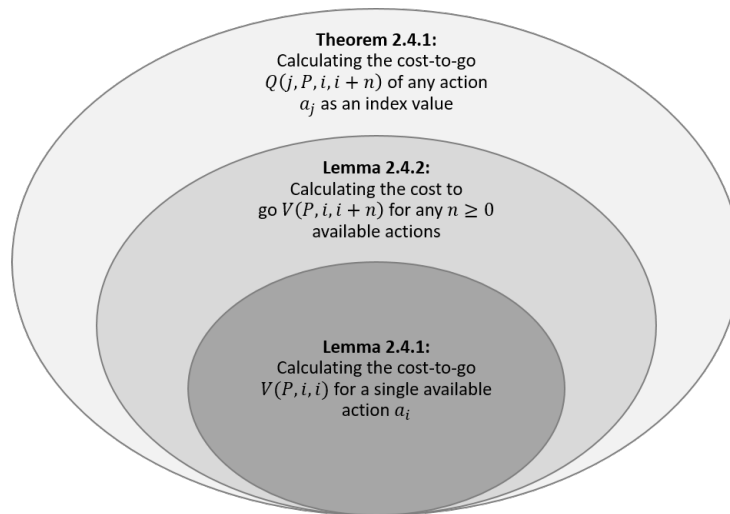 Theorem 2.4.1:
Calculating the cost-to-go
Q(j, P, i, i + n) of any action
a_j as an index value
Lemma 2.4.2:
Calculating the cost to
go V(P, i, i + n) for any n ≥ 0
available actions
Lemma 2.4.1:
Calculating the cost-to-go
V(P, i, i) for a single available
action a_i